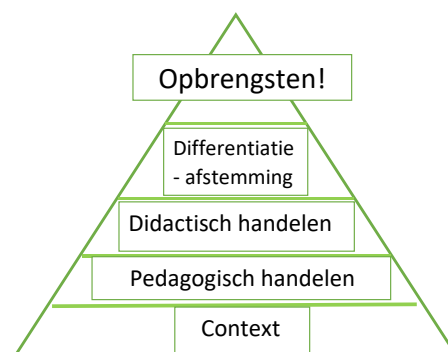 Opbrengsten!
Differentiatie
- afstemming
Didactisch handelen
Pedagogisch handelen
Context